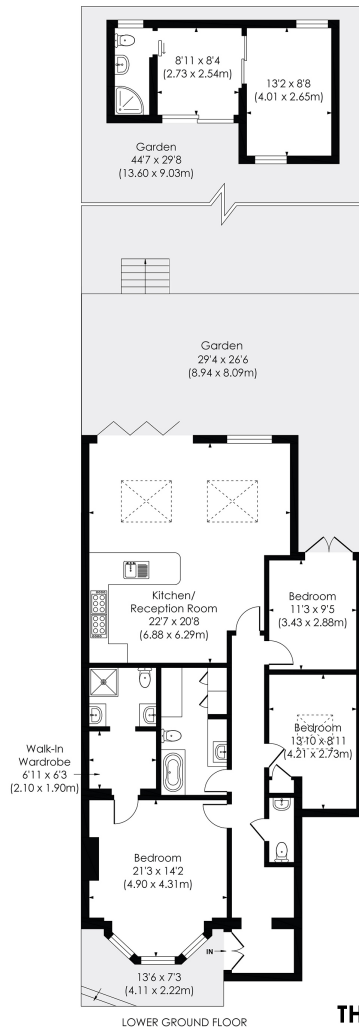 8'11 x 8'4
(2.73 x 2.54m)
13'2 x 8'8
(4.01 x 2.65m)
Garden
44'7 x 29'8
(13.60 x 9.03m)
Garden
29'4 x 26'6
(8.94 x 8.09m)
Kitchen/
Reception Room
22'7 x 20'8
(6.88 x 6.29m)
Bedroom
11'3 x 9'5
(3.43 x 2.88m)
Bedroom
13'10 x 8'11
(4.21 x 2.73m)
Walk-In
Wardrobe
6'11 x 6'3
(2.10 x 1.90m)
Bedroom
21'3 x 14'2
(4.90 x 4.31m)
IN
13'6 x 7'3
(4.11 x 2.22m)
LOWER GROUND FLOOR
TH